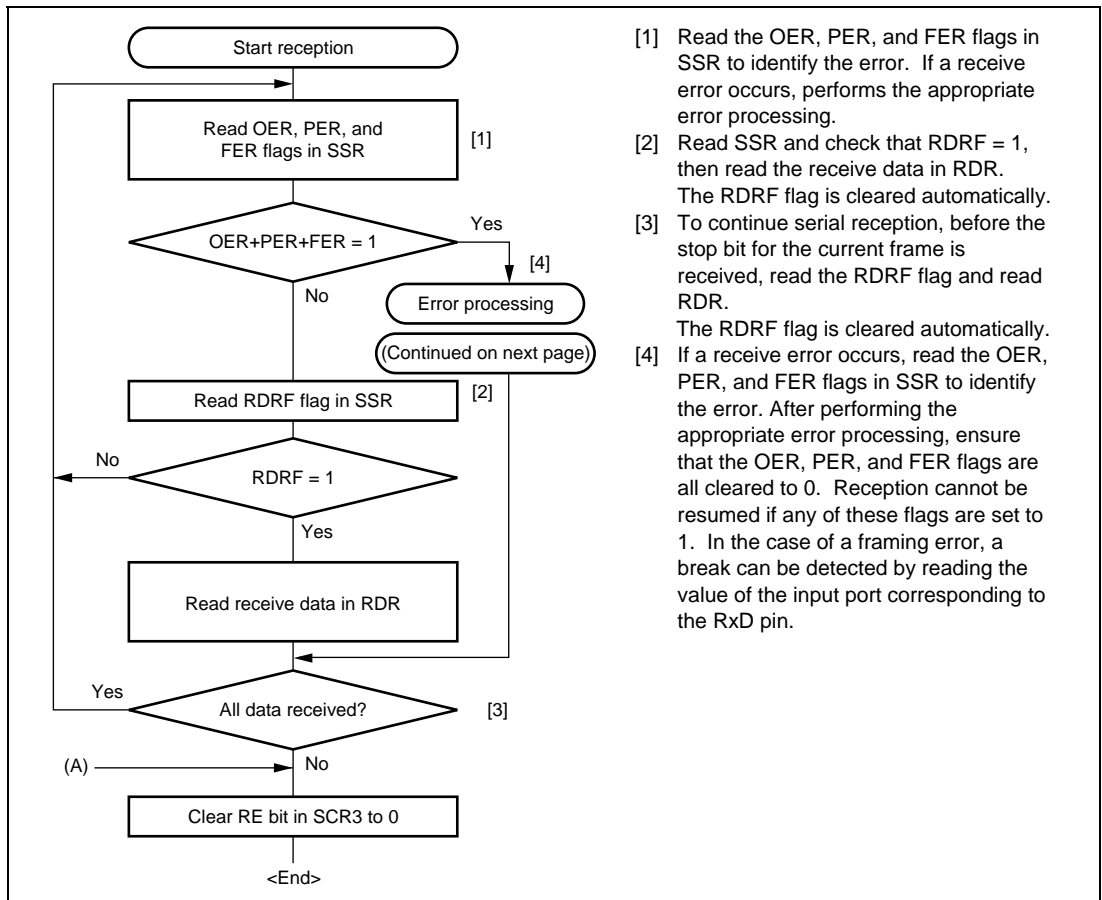 Start reception
Read OER, PER, and
FER flags in SSR
[1]
OER+PER+FER = 1
Yes
[4]
No
Error processing
(Continued on next page)
Read RDRF flag in SSR
[2]
No
RDRF = 1
Yes
Read receive data in RDR
Yes
All data received?
[3]
(A)
No
Clear RE bit in SCR3 to 0
<End>
[1] Read the OER, PER, and FER flags in
SSR to identify the error. If a receive
error occurs, performs the appropriate
error processing.
[2] Read SSR and check that RDRF = 1,
then read the receive data in RDR.
The RDRF flag is cleared automatically.
[3] To continue serial reception, before the
stop bit for the current frame is
received, read the RDRF flag and read
RDR.
The RDRF flag is cleared automatically.
[4] If a receive error occurs, read the OER,
PER, and FER flags in SSR to identify
the error. After performing the
appropriate error processing, ensure
that the OER, PER, and FER flags are
all cleared to 0. Reception cannot be
resumed if any of these flags are set to
1. In the case of a framing error, a
break can be detected by reading the
value of the input port corresponding to
the RxD pin.